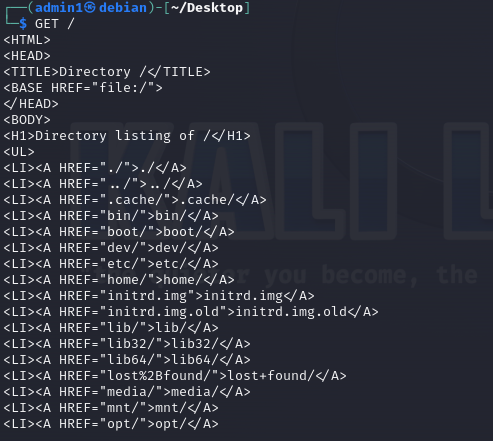 ┌──(admin1㉿debian)-[~/Desktop]
└─$ GET /
<HTML>
<HEAD>
<TITLE>Directory /</TITLE>
<BASE HREF="file:/">
</HEAD>
<BODY>
<H1>Directory listing of /</H1>
<UL>
<LI><A HREF="./">./</A>
<LI><A HREF="../">../</A>
<LI><A HREF=".cache/">.cache/</A>
<LI><A HREF="bin/">bin/</A>
<LI><A HREF="boot/">boot/</A>
<LI><A HREF="dev/">dev/</A>
<LI><A HREF="etc/">etc/</A>
<LI><A HREF="home/">home/</A>
<LI><A HREF="initrd.img">initrd.img</A>
<LI><A HREF="initrd.img.old">initrd.img.old</A>
<LI><A HREF="lib/">lib/</A>
<LI><A HREF="lib32/">lib32/</A>
<LI><A HREF="lib64/">lib64/</A>
<LI><A HREF="lost%2Bfound/">lost+found/</A>
<LI><A HREF="media/">media/</A>
<LI><A HREF="mnt/">mnt/</A>
<LI><A HREF="opt/">opt/</A>
KALI L
you become, the